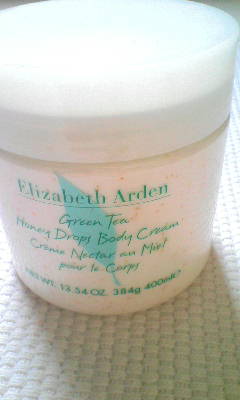 Elizabeth Arden
Green Tea
Honey Drops Body Cream
Crème Nectar au Miel
pour le Corps
NET WT. 13.54 OZ. 384g 400mL e